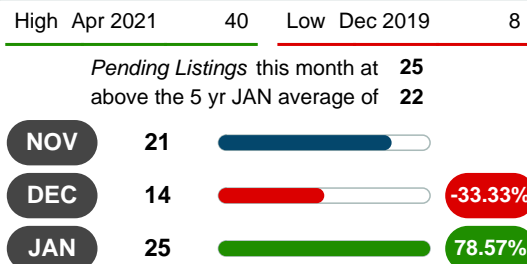 High Apr 2021 40 Low Dec 2019 8
Pending Listings this month at 25
above the 5 yr JAN average of 22
NOV 21
DEC 14 -33.33%
JAN 25 78.57%